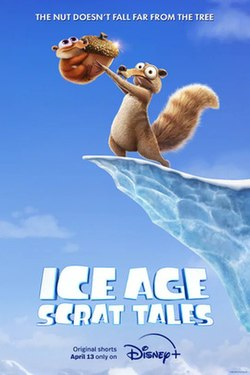 THE NUT DOESN'T FALL FAR FROM THE TREE
ICE AGE
SCRAT TALES
Original shorts
April 13 only on
Disney+